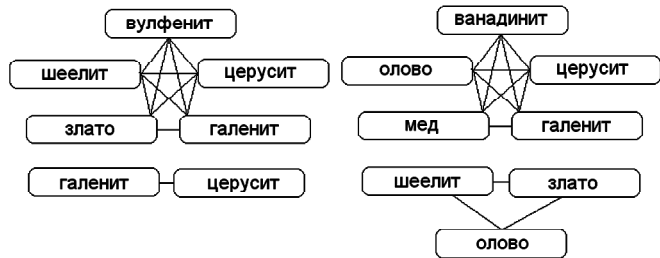 вулфенит
шеелит церусит
злато галенит
галенит церусит
ванадинит
олово церусит
мед галенит
шеелит злато
олово